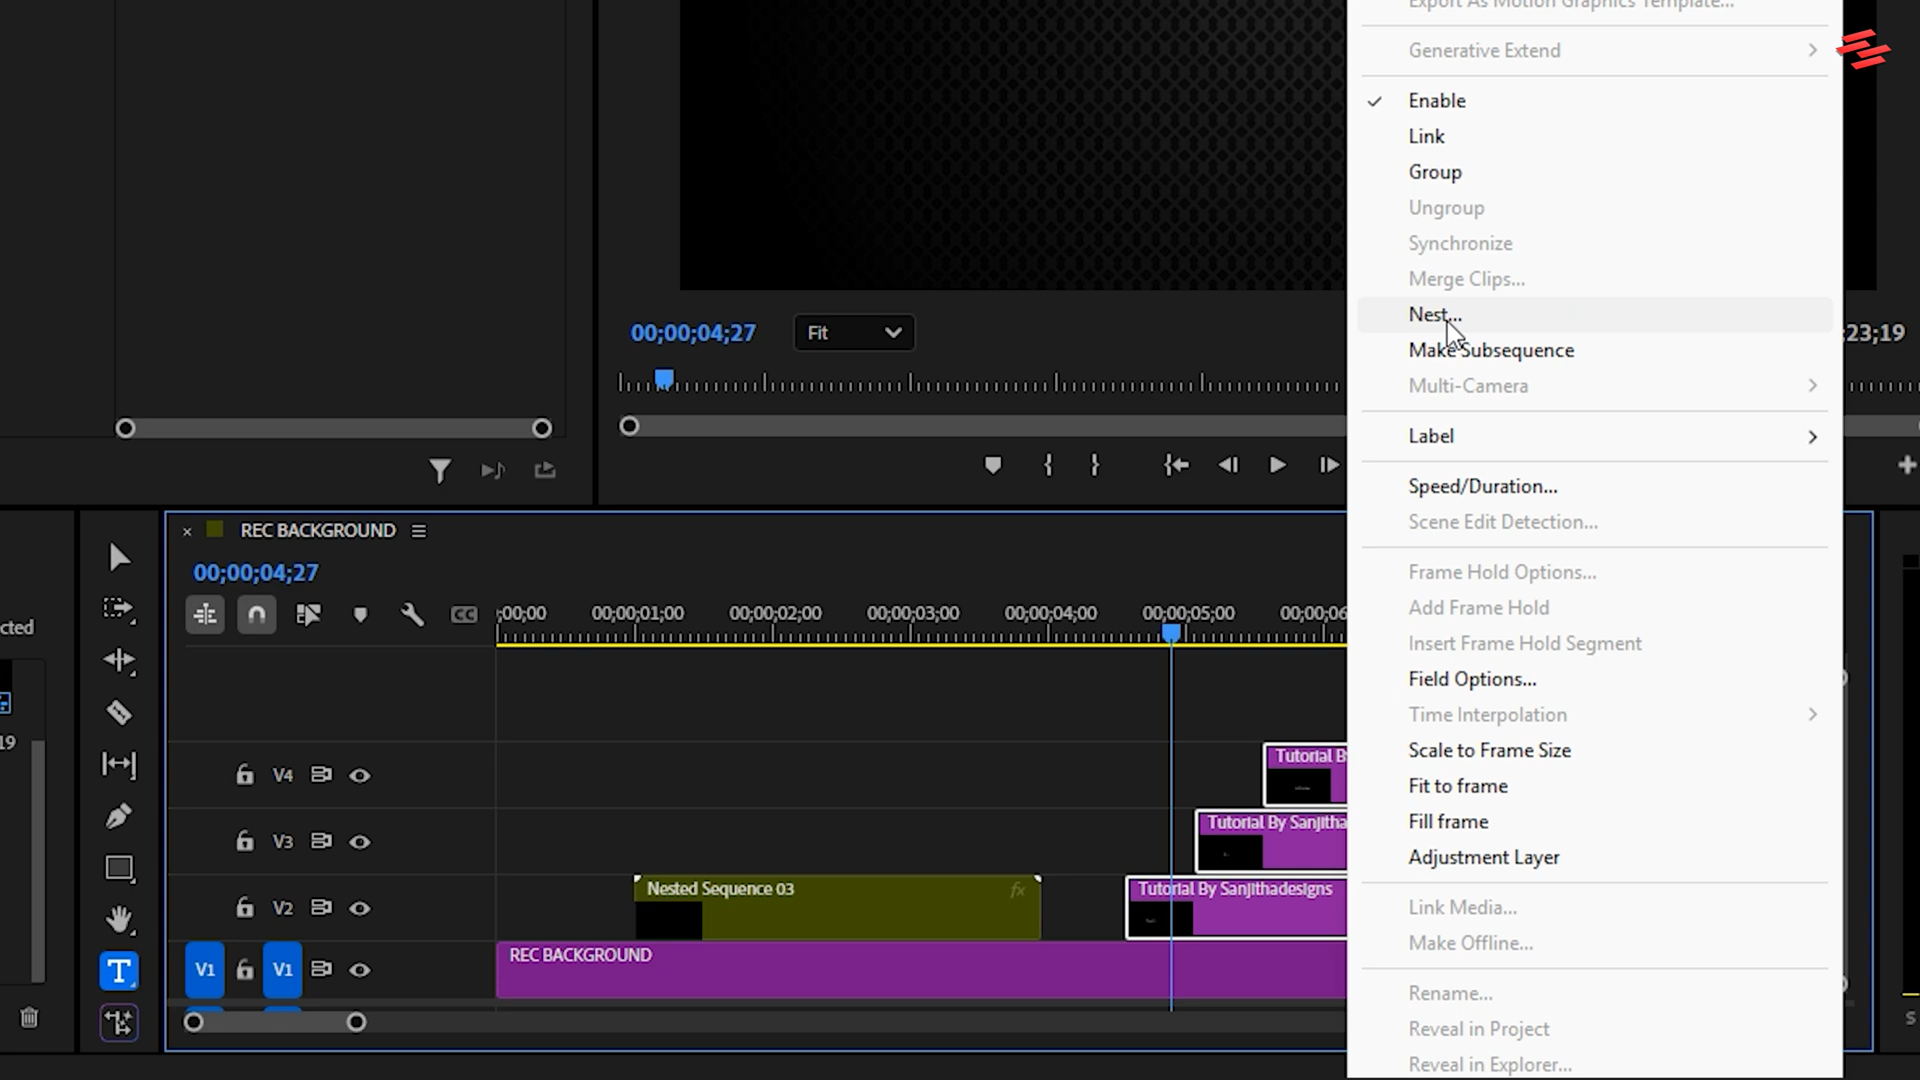 Export As Motion Graphics Template...
Generative Extend
Enable
Link
Group
Ungroup
Synchronize
Merge Clips...
Nest...
Make Subsequence
Multi-Camera
Label
Speed/Duration...
Scene Edit Detection...
Frame Hold Options...
Add Frame Hold
Insert Frame Hold Segment
Field Options...
Time Interpolation
Scale to Frame Size
Fit to frame
Fill frame
Adjustment Layer
Link Media...
Make Offline...
Rename...
Reveal in Project
Reveal in Explorer...
00;00;04;27
Fit
;23;19
REC BACKGROUND
00;00;04;27
CC
;00;00
00;00;01;00
00;00;02;00
00;00;03;00
00;00;04;00
00;00;05;00
00;00;06
cted
19
V4
Tutorial B
V3
Tutorial By Sanjitha
V2
Nested Sequence 03
fx
Tutorial By Sanjithadesigns
V1
V1
REC BACKGROUND
T
S